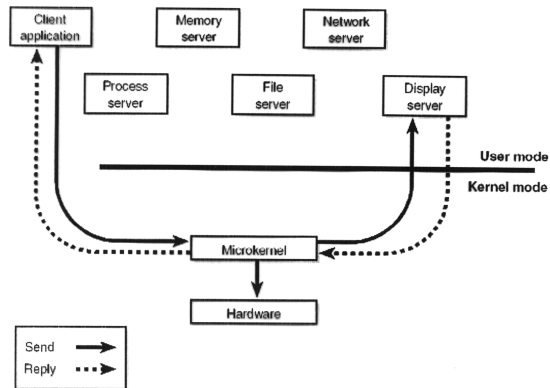 Client
application
Memory
server
Network
server
Process
server
File
server
Display
server
User mode
Kernel mode
Microkernel
Hardware
Send
Reply